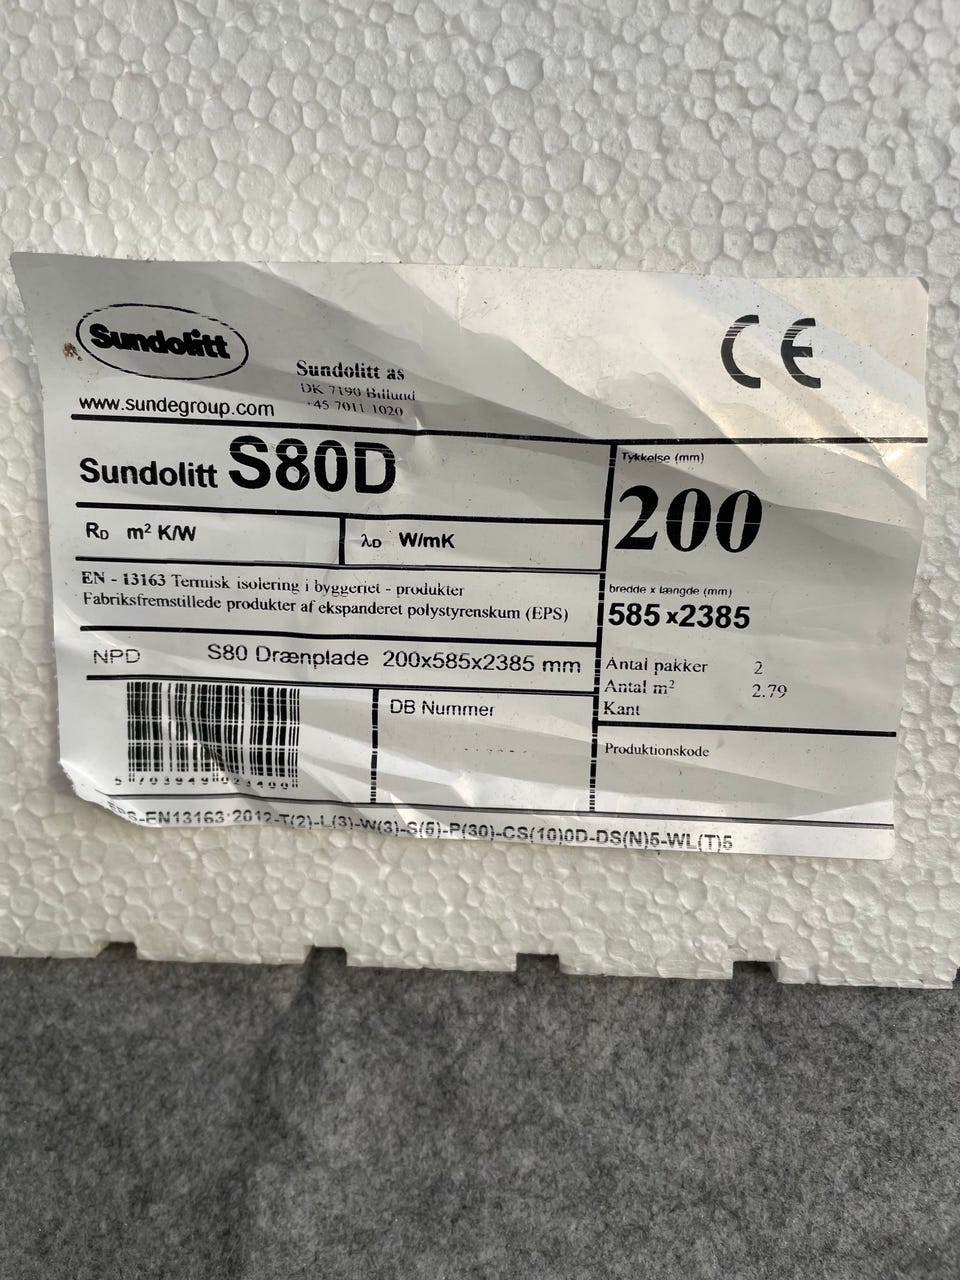 Sundolitt
Sundolitt as
DK 7190 Billund
+45 7011 1020
www.sundegroup.com
CE
Sundolitt S80D
Tykkelse (mm)
200
RD m² K/W
λD W/mK
EN - 13163 Termisk isolering i byggeriet - produkter
Fabriksfremstillede produkter af ekspanderet polystyrenskum (EPS)
bredde x Længde (mm)
585 x2385
NPD S80 Drænplade 200x585x2385 mm
Antal pakker 2
Antal m² 2.79
Kant
DB Nummer
Produktionskode
EPS-EN13163:2012-T(2)-L(3)-W(3)-S(5)-P(30)-CS(10)0D-DS(N)5-WL(T)5